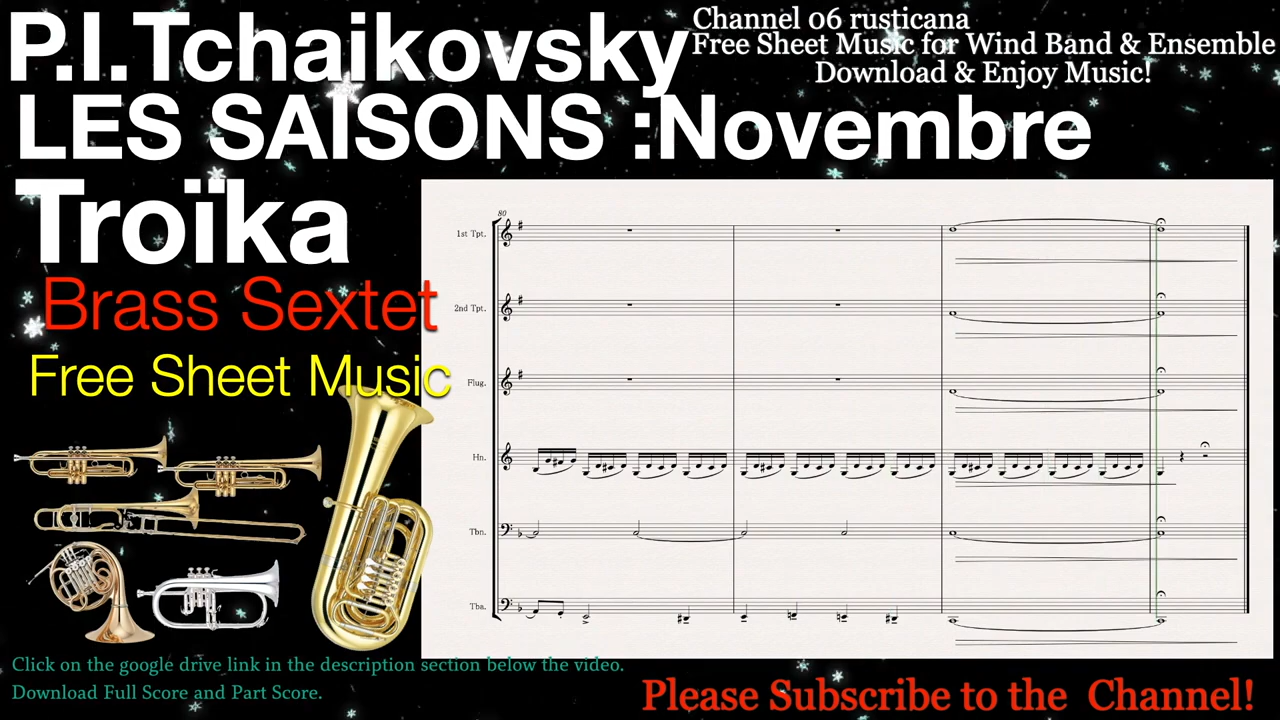 P.I.Tchaikovsky
Channel 06 rusticana
Free Sheet Music for Wind Band & Ensemble
Download & Enjoy Music!
LES SAISONS :Novembre
Troïka
Brass Sextet
Free Sheet Music
80
1st Tpt.
2nd Tpt.
Flug.
Hn.
Tbn.
Tba.
Click on the google drive link in the description section below the video.
Download Full Score and Part Score.
Please Subscribe to the Channel!